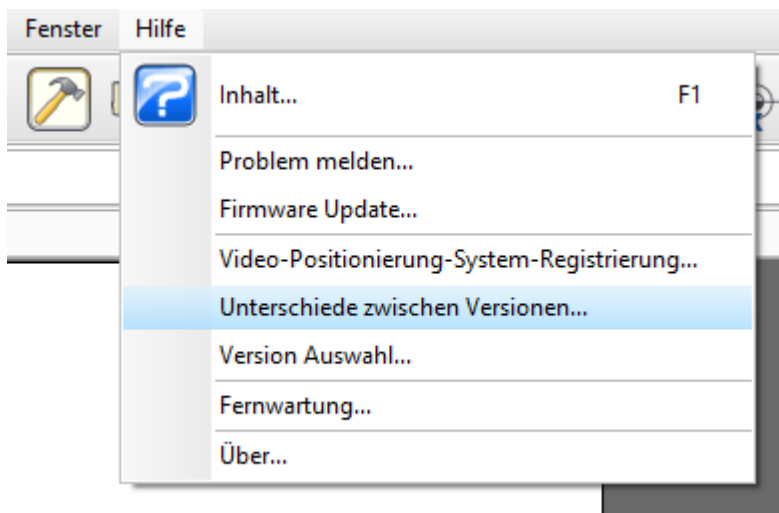 Fenster Hilfe
Inhalt... F1
Problem melden...
Firmware Update...
Video-Positionierung-System-Registrierung...
Unterschiede zwischen Versionen...
Version Auswahl...
Fernwartung...
Über...